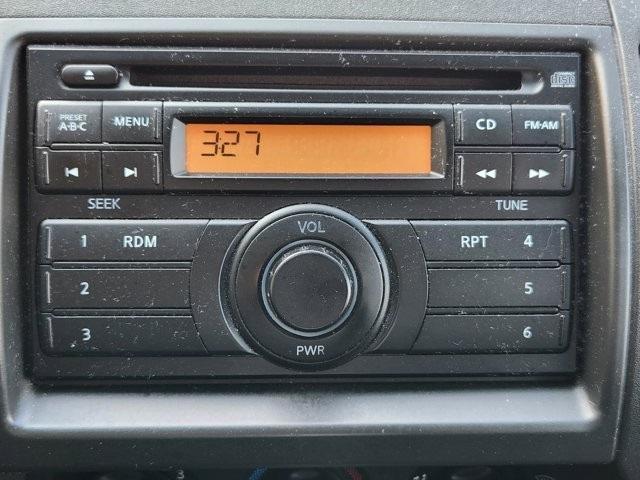 PRESET
A·B·C
MENU
3:27
CD
FM·AM
SEEK
TUNE
1 RDM
VOL
RPT 4
2
5
3
6
PWR